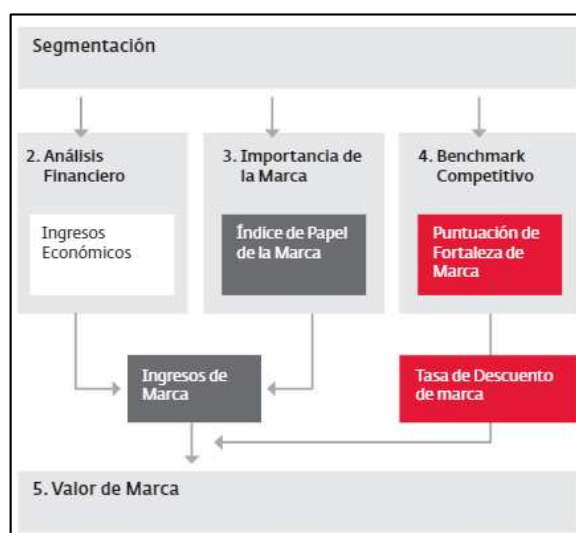 Segmentación
2. Análisis
Financiero
Ingresos
Económicos
3. Importancia de
la Marca
Índice de Papel
de la Marca
4. Benchmark
Competitivo
Puntuación de
Fortaleza de
Marca
Ingresos de
Marca
Tasa de Descuento
de marca
5. Valor de Marca